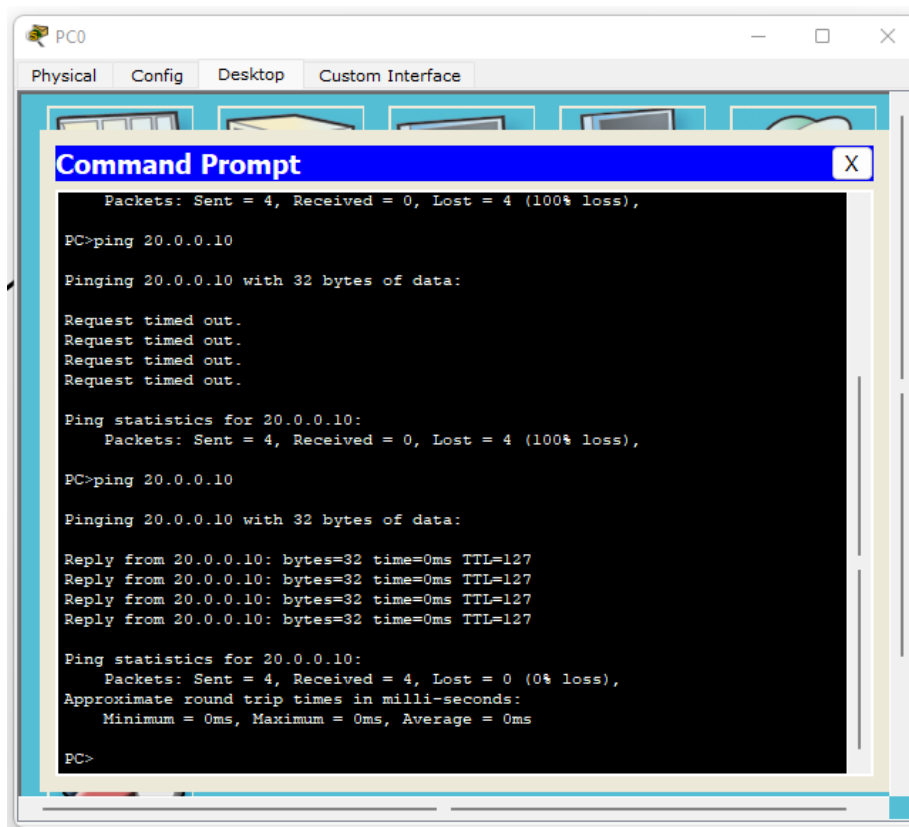 PC0
Physical Config Desktop Custom Interface
Command Prompt
X
Packets: Sent = 4, Received = 0, Lost = 4 (100% loss),
PC>ping 20.0.0.10
Pinging 20.0.0.10 with 32 bytes of data:
Request timed out.
Request timed out.
Request timed out.
Request timed out.
Ping statistics for 20.0.0.10:
Packets: Sent = 4, Received = 0, Lost = 4 (100% loss),
PC>ping 20.0.0.10
Pinging 20.0.0.10 with 32 bytes of data:
Reply from 20.0.0.10: bytes=32 time=0ms TTL=127
Reply from 20.0.0.10: bytes=32 time=0ms TTL=127
Reply from 20.0.0.10: bytes=32 time=0ms TTL=127
Reply from 20.0.0.10: bytes=32 time=0ms TTL=127
Ping statistics for 20.0.0.10:
Packets: Sent = 4, Received = 4, Lost = 0 (0% loss),
Approximate round trip times in milli-seconds:
Minimum = 0ms, Maximum = 0ms, Average = 0ms
PC>